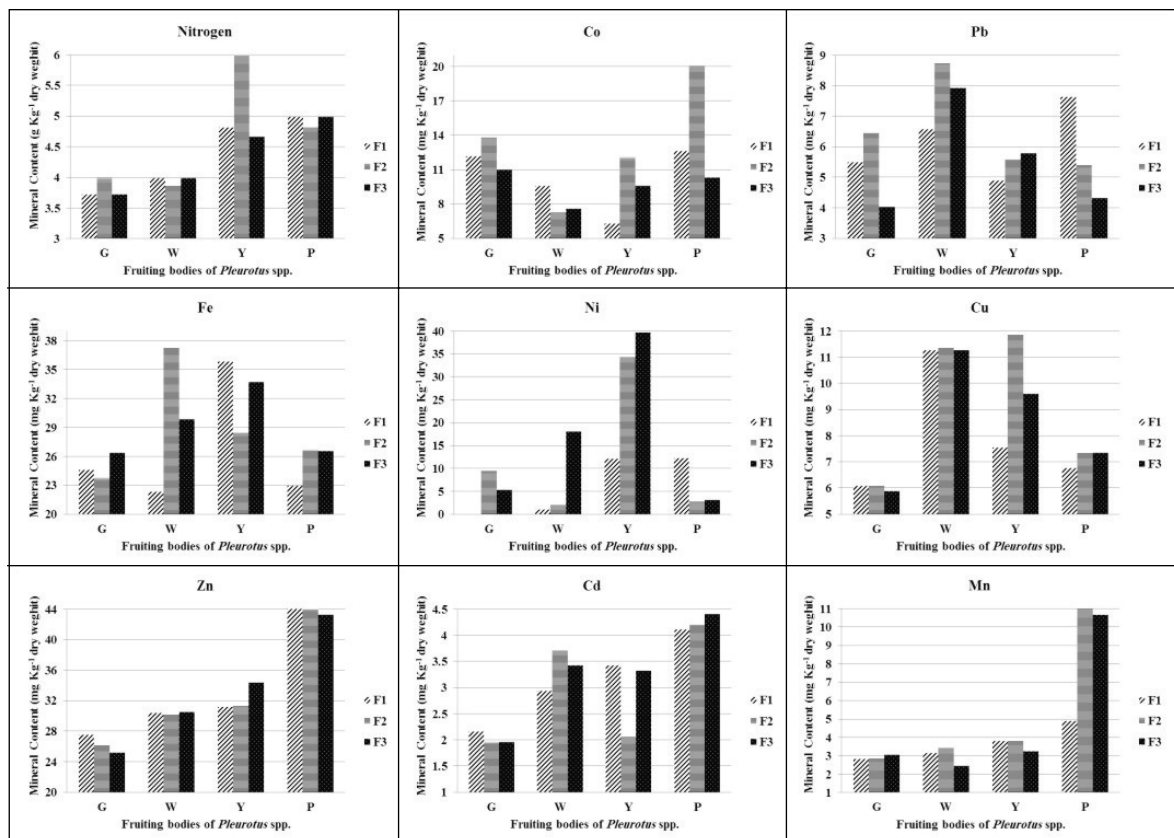 Nitrogen
Mineral Content (g Kg⁻¹ dry weghit)
6
5.5
5
4.5
4
3.5
3
G W Y P
Fruiting bodies of Pleurotus spp.
F1
F2
F3
Co
Mineral Content (mg Kg⁻¹ dry weghit)
20
17
14
11
8
5
G W Y P
Fruiting bodies of Pleurotus spp.
F1
F2
F3
Pb
Mineral Content (mg Kg⁻¹ dry weghit)
9
8
7
6
5
4
3
G W Y P
Fruiting bodies of Pleurotus spp.
F1
F2
F3
Fe
Mineral Content (mg Kg⁻¹ dry weghit)
38
35
32
29
26
23
20
G W Y P
Fruiting bodies of Pleurotus spp.
F1
F2
F3
Ni
Mineral Content (mg Kg⁻¹ dry weghit)
40
35
30
25
20
15
10
5
0
G W Y P
Fruiting bodies of Pleurotus spp.
F1
F2
F3
Cu
Mineral Content (mg Kg⁻¹ dry weghit)
12
11
10
9
8
7
6
5
G W Y P
Fruiting bodies of Pleurotus spp.
F1
F2
F3
Zn
Mineral Content (mg Kg⁻¹ dry weghit)
44
40
36
32
28
24
20
G W Y P
Fruiting bodies of Pleurotus spp.
F1
F2
F3
Cd
Mineral Content (mg Kg⁻¹ dry weghit)
4.5
4
3.5
3
2.5
2
1.5
1
G W Y P
Fruiting bodies of Pleurotus spp.
F1
F2
F3
Mn
Mineral Content (mg Kg⁻¹ dry weghit)
11
10
9
8
7
6
5
4
3
2
1
G W Y P
Fruiting bodies of Pleurotus spp.
F1
F2
F3